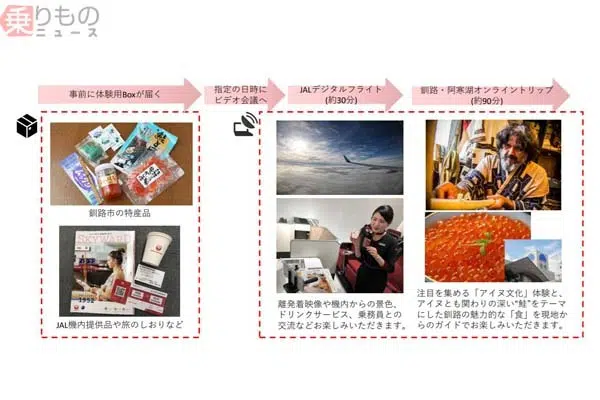 乗りもの
ニュース
事前に体験用Boxが届く
指定の日時に
ビデオ会議へ
JALデジタルフライト
(約30分)
釧路・阿寒湖オンライントリップ
(約90分)
釧路市の特産品
SKYWARD
JAL機内提供品や旅のしおりなど
離発着映像や機内からの景色、
ドリンクサービス、乗務員との
交流などお楽しみいただきます。
注目を集める「アイヌ文化」体験と、
アイヌとも関わりの深い“鮭”をテーマ
にした釧路の魅力的な「食」を現地か
らのガイドでお楽しみいただきます。